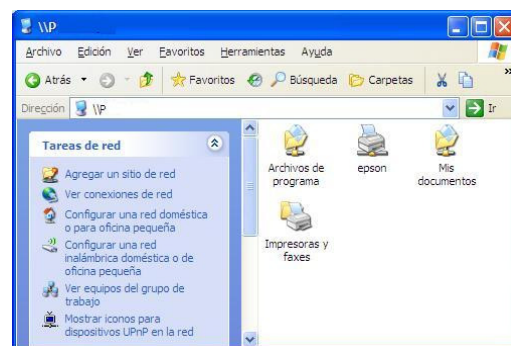 \\P
Archivo Edición Ver Favoritos Herramientas Ayuda
Atrás Favoritos Búsqueda Carpetas »
Dirección \\P Ir
Tareas de red
Agregar un sitio de red
Ver conexiones de red
Configurar una red doméstica
o para oficina pequeña
Configurar una red
inalámbrica doméstica o de
oficina pequeña
Ver equipos del grupo de
trabajo
Mostrar iconos para
dispositivos UPnP en la red
Archivos de
programa
epson
Mis
documentos
Impresoras y
faxes